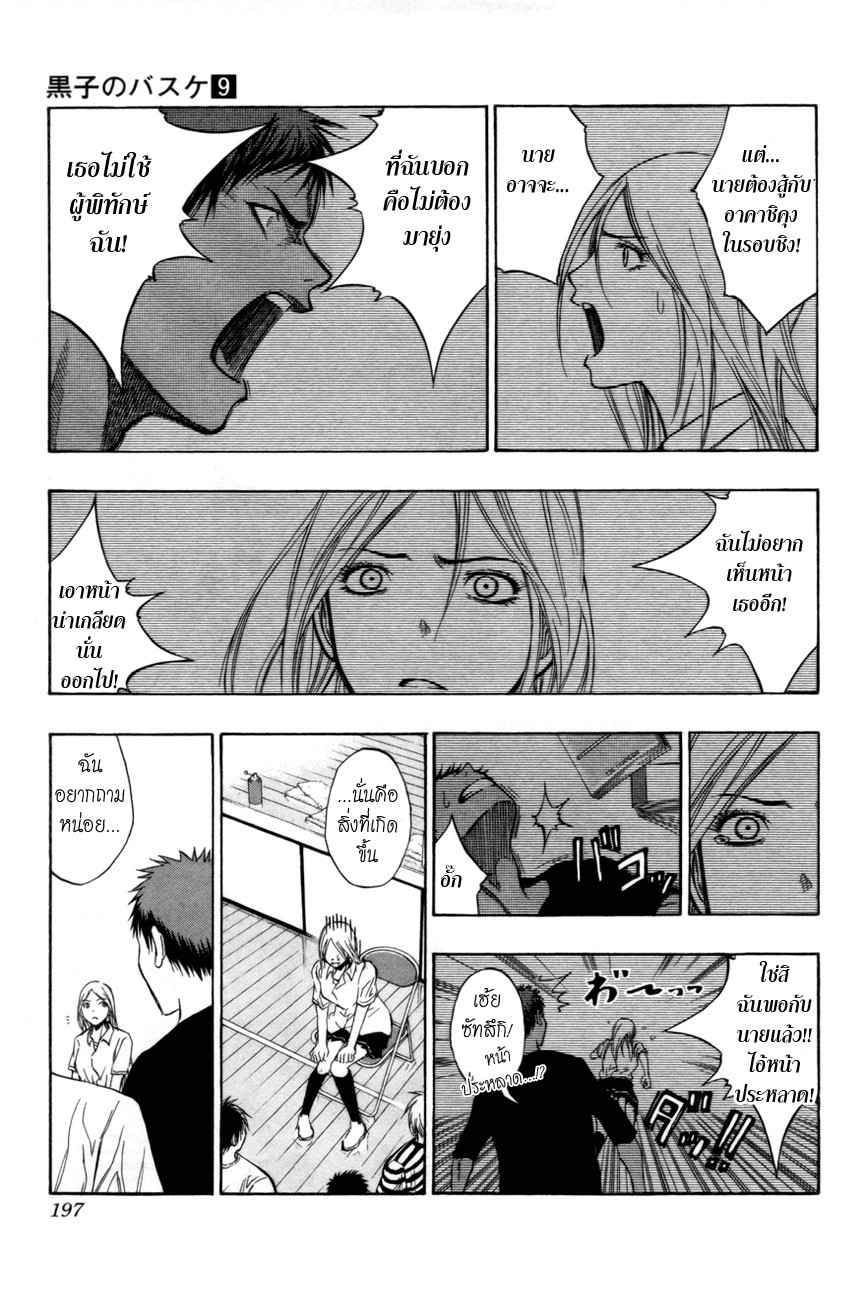 黒子のバスケ9
แต่...
นายต้องสู้กับ
อาคาชิคุง
ในรอบชิง!
นาย
อาจจะ...
ที่ฉันบอก
คือไม่ต้อง
มายุ่ง
เธอไม่ใช้
ผู้พิทักษ์
ฉัน!
ฉันไม่อยาก
เห็นหน้า
เธออีก!
เอาหน้า
น่าเกลียด
นั่น
ออกไป!
อั๊ก
バコッ
ใช่สิ
ฉันพอกับ
นายแล้ว!!
ไอ้หน้า
ประหลาด!
あ゛~っっ
เฮ้ย
ซัทสึกิ!
หน้า
ประหลาด...!?
ダッ!!
...นั่นคือ
สิ่งที่เกิด
ขึ้น
ฉัน
อยากถาม
หน่อย...
197